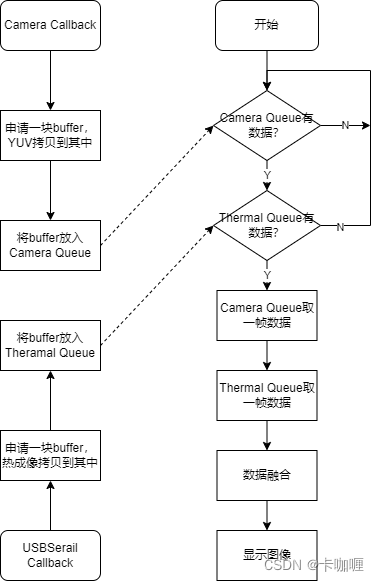 Camera Callback
申请一块buffer，
YUV拷贝到其中
将buffer放入
Camera Queue
将buffer放入
Theramal Queue
申请一块buffer，
热成像拷贝到其中
USBSerail
Callback
开始
Camera Queue有
数据?
N
Y
Thermal Queue有
数据?
N
Y
Camera Queue取
一帧数据
Thermal Queue取
一帧数据
数据融合
显示图像
CSDN @卡咖喱